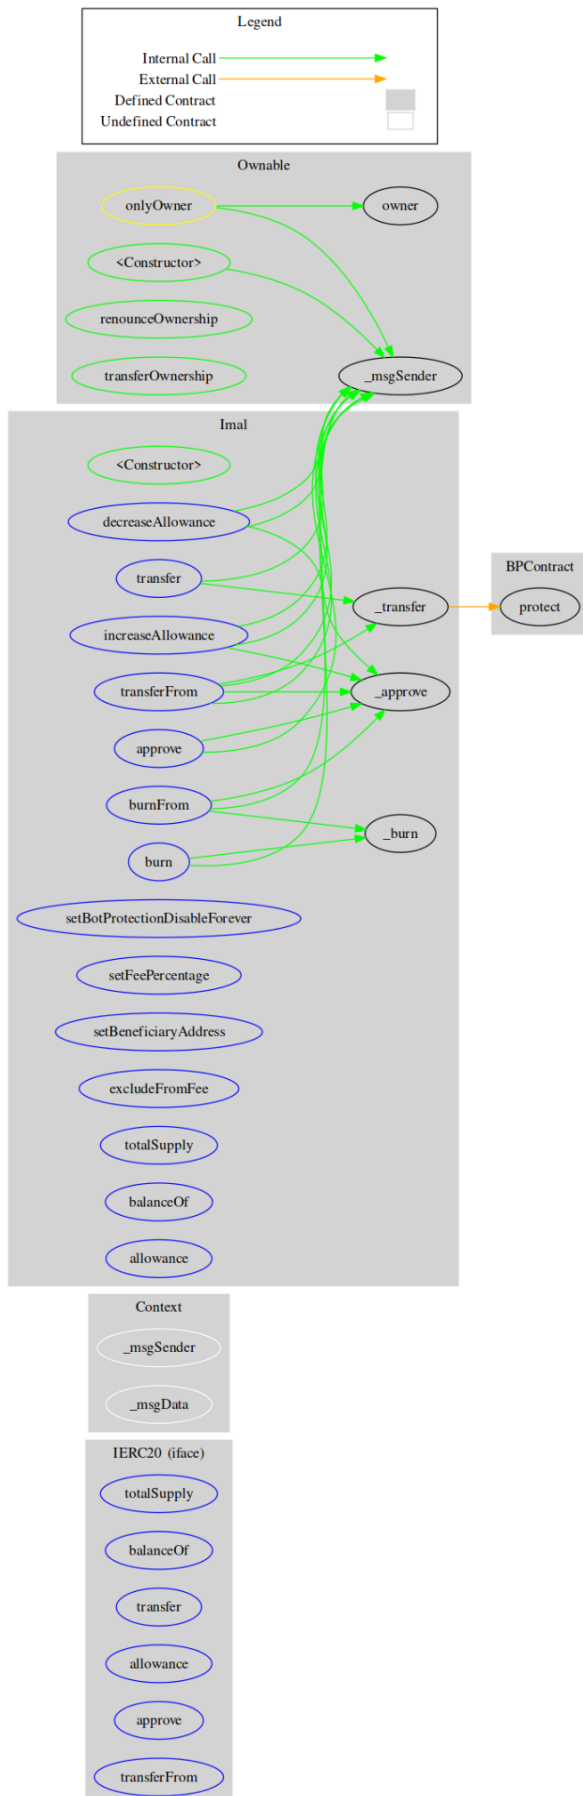 Legend
Internal Call
External Call
Defined Contract
Undefined Contract
Ownable
onlyOwner
owner
<Constructor>
renounceOwnership
transferOwnership
_msgSender
Imal
<Constructor>
decreaseAllowance
transfer
increaseAllowance
transferFrom
approve
burnFrom
burn
_transfer
_approve
_burn
BPContract
protect
setBotProtectionDisableForever
setFeePercentage
setBeneficiaryAddress
excludeFromFee
totalSupply
balanceOf
allowance
Context
_msgSender
_msgData
IERC20 (iface)
totalSupply
balanceOf
transfer
allowance
approve
transferFrom